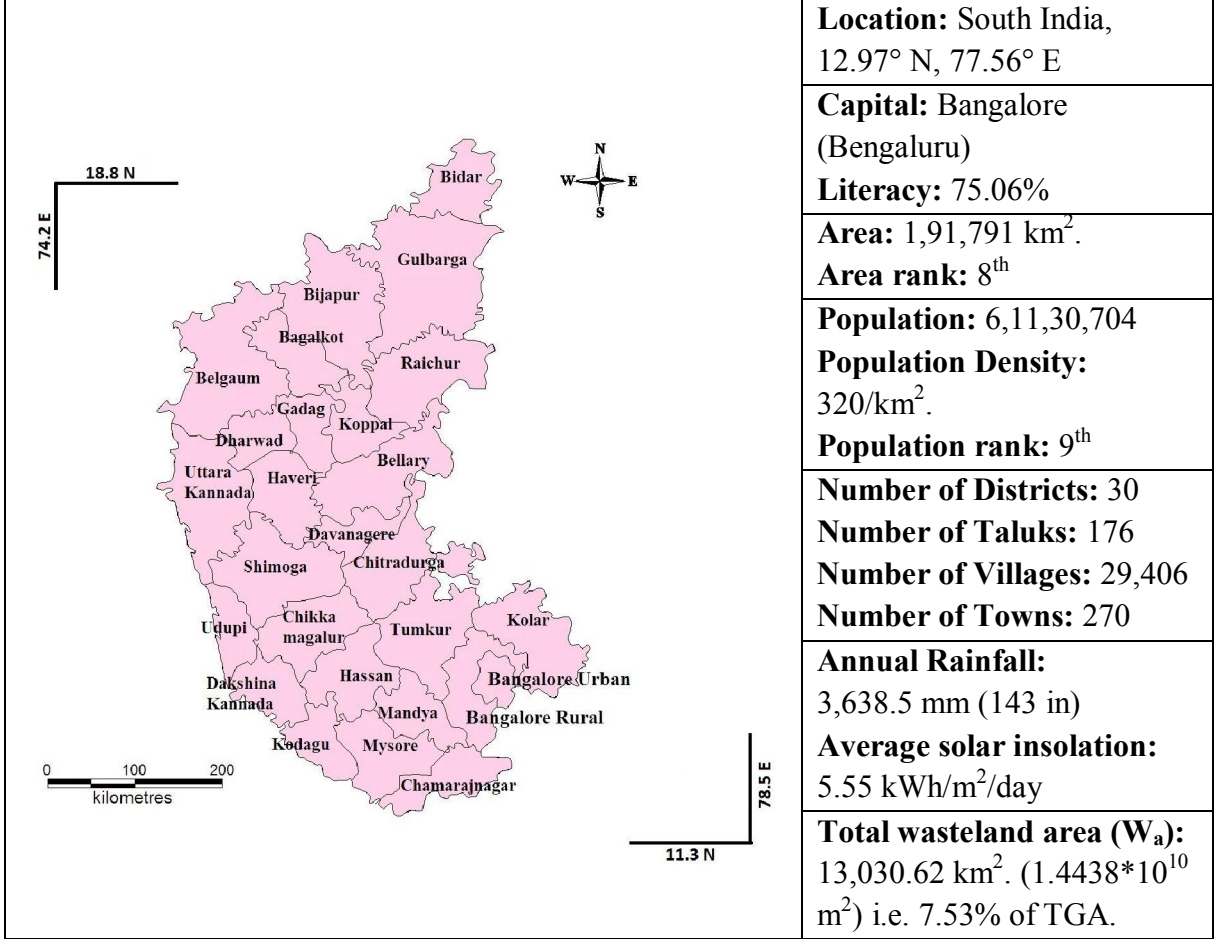 18.8 N
74.2 E
N
W
E
S
Bidar
Gulbarga
Bijapur
Bagalkot
Raichur
Belgaum
Gadag
Koppal
Dharwad
Bellary
Uttara
Kannada
Haveri
Davanagere
Chitradurga
Shimoga
Chikka
magalur
Udupi
Tumkur
Kolar
Hassan
Dakshina
Kannada
Bangalore Urban
Mandya
Bangalore Rural
Kodagu
Mysore
Chamarajnagar
0 100 200
kilometres
78.5 E
11.3 N
Location: South India,
12.97° N, 77.56° E
Capital: Bangalore
(Bengaluru)
Literacy: 75.06%
Area: 1,91,791 km².
Area rank: 8th
Population: 6,11,30,704
Population Density:
320/km².
Population rank: 9th
Number of Districts: 30
Number of Taluks: 176
Number of Villages: 29,406
Number of Towns: 270
Annual Rainfall:
3,638.5 mm (143 in)
Average solar insolation:
5.55 kWh/m²/day
Total wasteland area (Wa):
13,030.62 km². (1.4438*10¹⁰
m²) i.e. 7.53% of TGA.